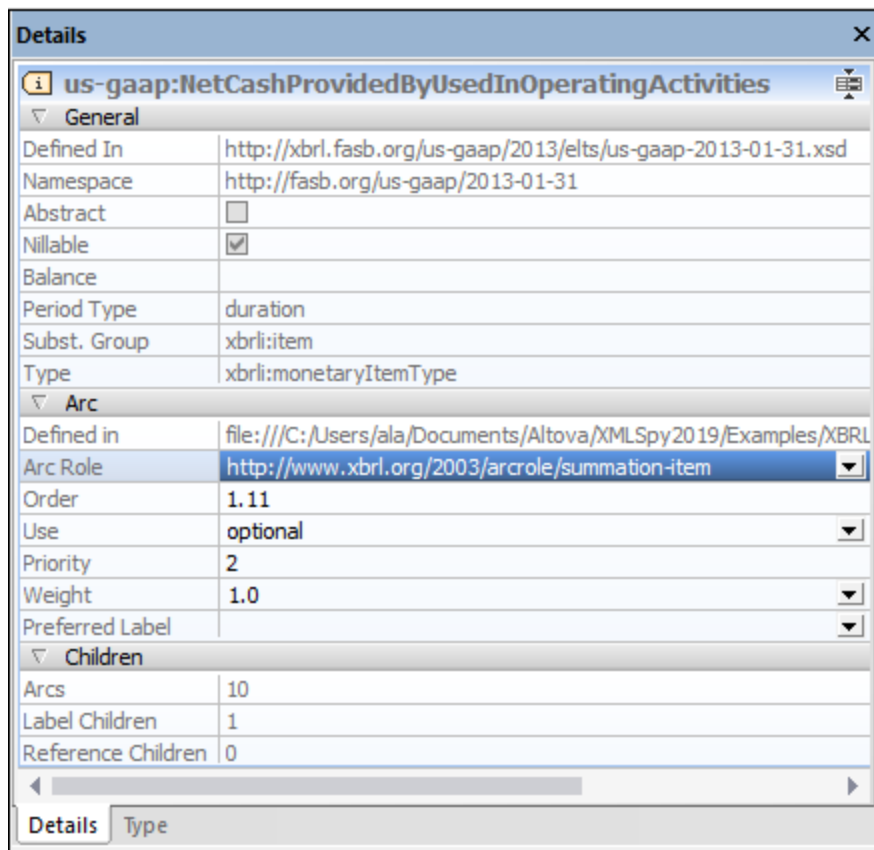 Details
us-gaap:NetCashProvidedByUsedInOperatingActivities
General
Defined In http://xbrl.fasb.org/us-gaap/2013/elts/us-gaap-2013-01-31.xsd
Namespace http://fasb.org/us-gaap/2013-01-31
Abstract
Nillable
Balance
Period Type duration
Subst. Group xbrli:item
Type xbrli:monetaryItemType
Arc
Defined in file:///C:/Users/ala/Documents/Altova/XMLSpy2019/Examples/XBRL
Arc Role http://www.xbrl.org/2003/arcrole/summation-item
Order 1.11
Use optional
Priority 2
Weight 1.0
Preferred Label
Children
Arcs 10
Label Children 1
Reference Children 0
Details Type